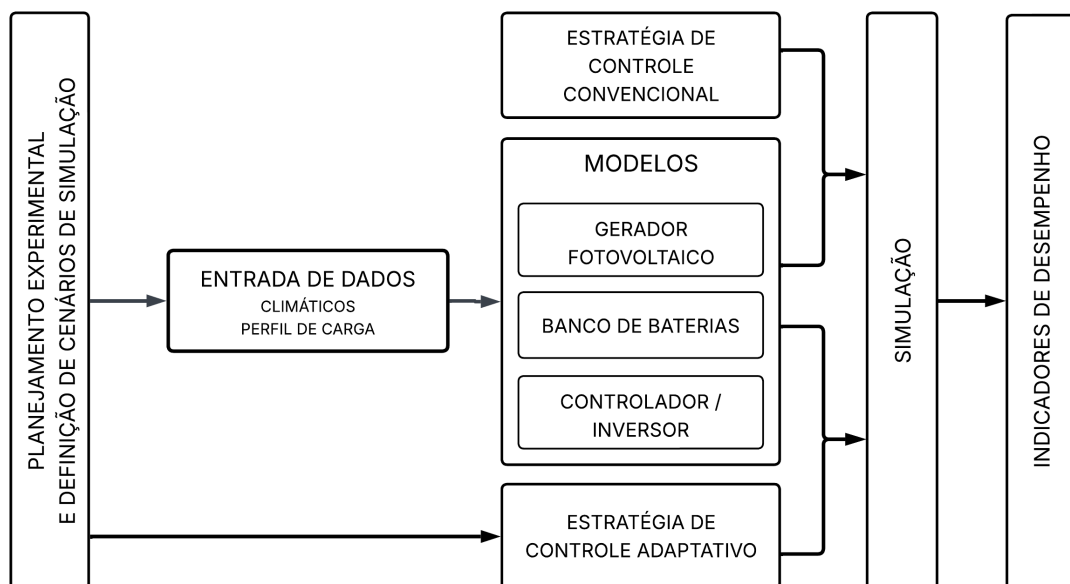 PLANEJAMENTO EXPERIMENTAL
E DEFINIÇÃO DE CENÁRIOS DE SIMULAÇÃO
ENTRADA DE DADOS
CLIMÁTICOS
PERFIL DE CARGA
ESTRATÉGIA DE
CONTROLE
CONVENCIONAL
MODELOS
GERADOR
FOTOVOLTAICO
BANCO DE BATERIAS
CONTROLADOR /
INVERSOR
ESTRATÉGIA DE
CONTROLE ADAPTATIVO
SIMULAÇÃO
INDICADORES DE DESEMPENHO